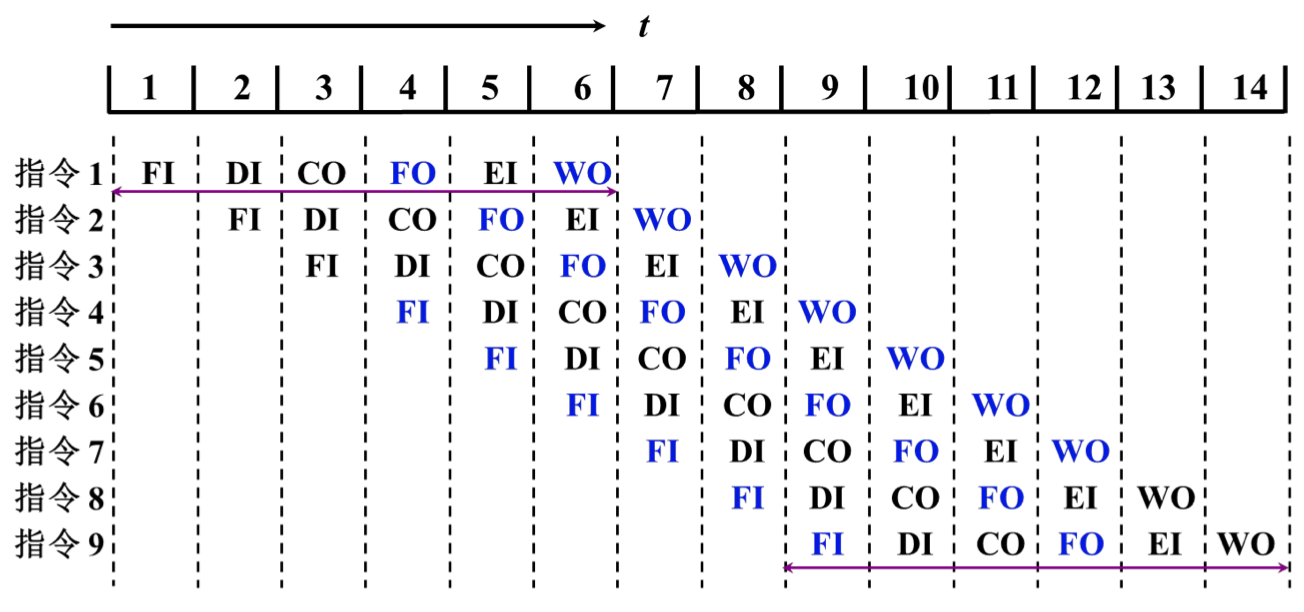 t
1 2 3 4 5 6 7 8 9 10 11 12 13 14
指令 1 FI DI CO FO EI WO
指令 2 FI DI CO FO EI WO
指令 3 FI DI CO FO EI WO
指令 4 FI DI CO FO EI WO
指令 5 FI DI CO FO EI WO
指令 6 FI DI CO FO EI WO
指令 7 FI DI CO FO EI WO
指令 8 FI DI CO FO EI WO
指令 9 FI DI CO FO EI WO